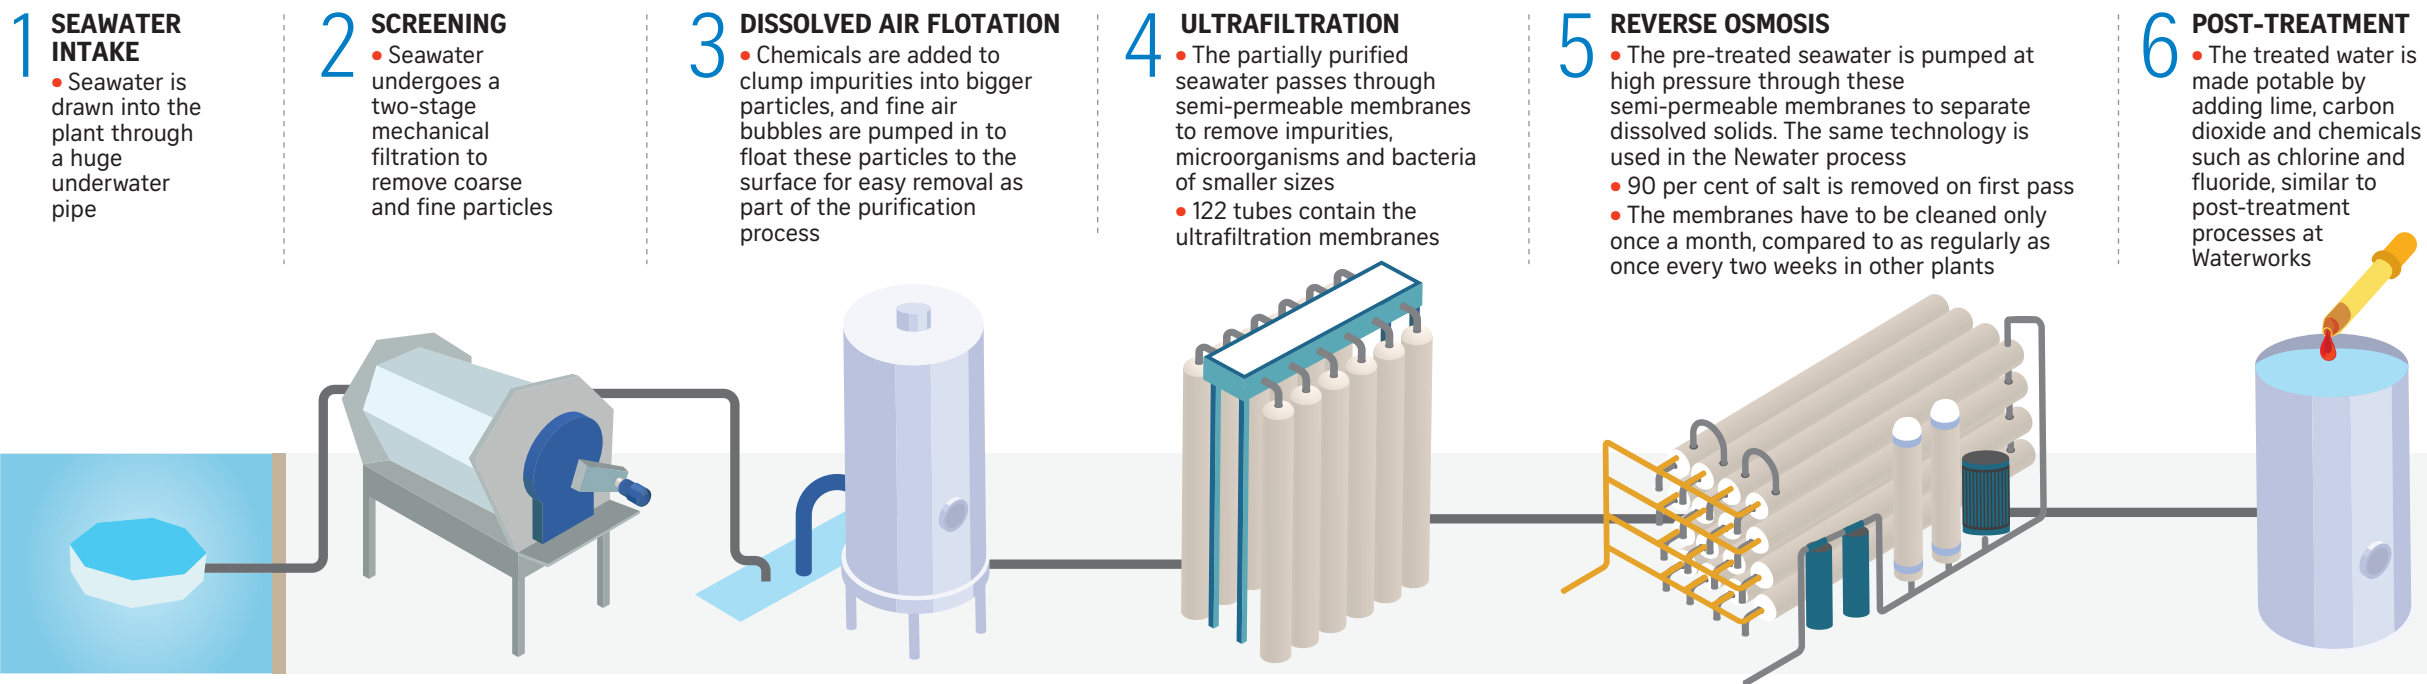 1
SEAWATER
INTAKE
• Seawater is
drawn into the
plant through
a huge
underwater
pipe
2
SCREENING
• Seawater
undergoes a
two-stage
mechanical
filtration to
remove coarse
and fine particles
3
DISSOLVED AIR FLOTATION
• Chemicals are added to
clump impurities into bigger
particles, and fine air
bubbles are pumped in to
float these particles to the
surface for easy removal as
part of the purification
process
4
ULTRAFILTRATION
• The partially purified
seawater passes through
semi-permeable membranes
to remove impurities,
microorganisms and bacteria
of smaller sizes
• 122 tubes contain the
ultrafiltration membranes
5
REVERSE OSMOSIS
• The pre-treated seawater is pumped at
high pressure through these
semi-permeable membranes to separate
dissolved solids. The same technology is
used in the Newater process
• 90 per cent of salt is removed on first pass
• The membranes have to be cleaned only
once a month, compared to as regularly as
once every two weeks in other plants
6
POST-TREATMENT
• The treated water is
made potable by
adding lime, carbon
dioxide and chemicals
such as chlorine and
fluoride, similar to
post-treatment
processes at
Waterworks